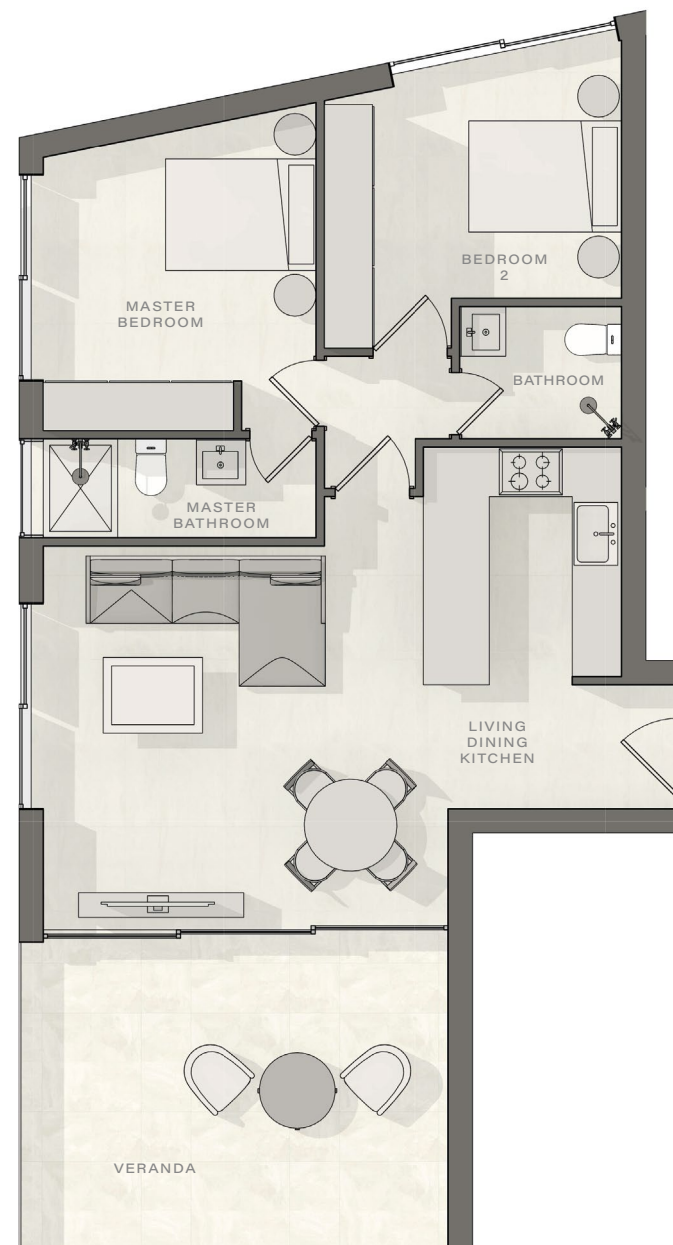 BEDROOM
2
MASTER
BEDROOM
BATHROOM
MASTER
BATHROOM
LIVING
DINING
KITCHEN
VERANDA